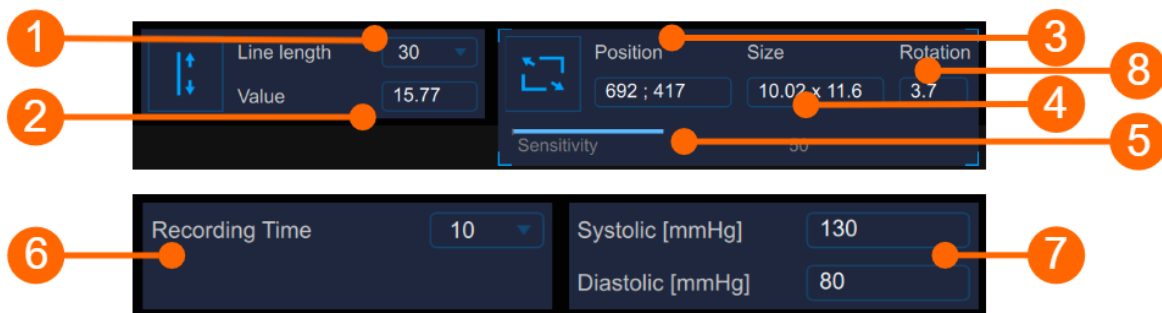 1
Line length
30
2
Value
15.77
Position
Size
Rotation
3
8
692 ; 417
10.02 x 11.6
3.7
4
Sensitivity
50
5
6
Recording Time
10
Systolic [mmHg]
130
7
Diastolic [mmHg]
80